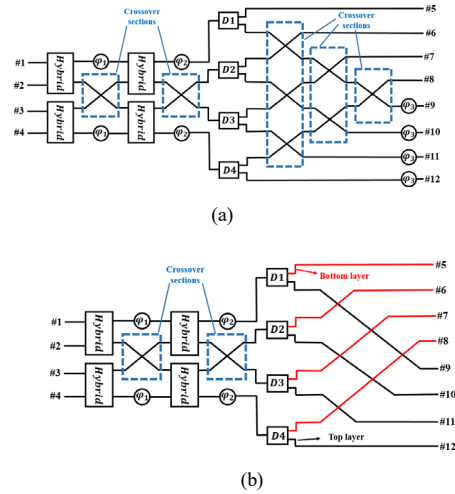 Crossover
sections
Crossover
sections
#1
#2
#3
#4
Hybrid
Hybrid
Hybrid
Hybrid
φ1
φ1
φ2
φ2
D1
D2
D3
D4
#5
#6
#7
#8
φ3 #9
φ3 #10
φ3 #11
φ3 #12
(a)
Crossover
sections
#1
#2
#3
#4
Hybrid
Hybrid
Hybrid
Hybrid
φ1
φ1
φ2
φ2
D1
D2
D3
D4
Bottom layer
Top layer
#5
#6
#7
#8
#9
#10
#11
#12
(b)